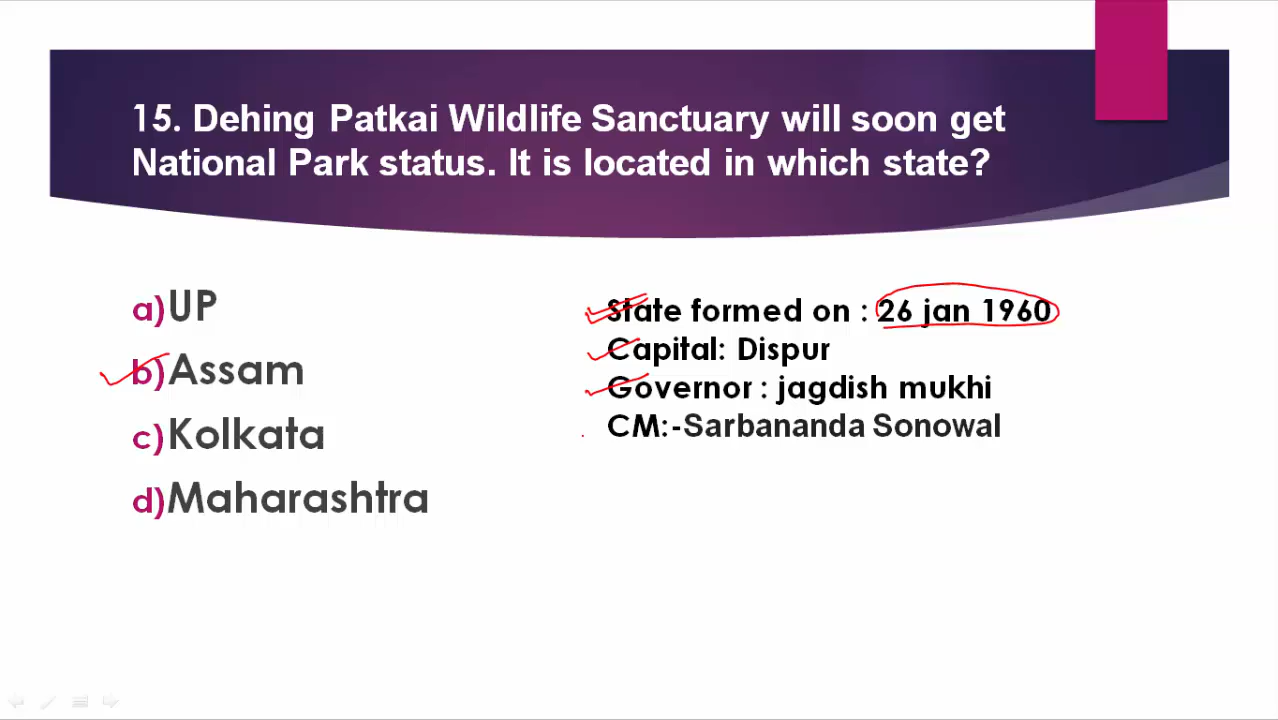 15. Dehing Patkai Wildlife Sanctuary will soon get
National Park status. It is located in which state?
a)UP
b)Assam
c)Kolkata
d)Maharashtra
State formed on : 26 jan 1960
Capital: Dispur
Governor : jagdish mukhi
CM:-Sarbananda Sonowal